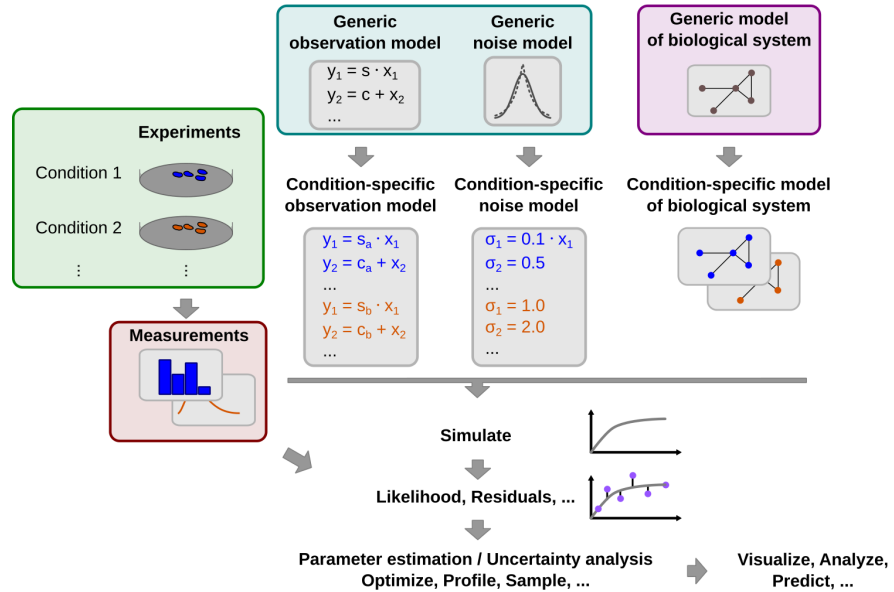 Generic
observation model
y₁ = s · x₁
y₂ = c + x₂
...
Generic
noise model
Generic model
of biological system
Experiments
Condition 1
Condition 2
⋮ ⋮
Measurements
Condition-specific
observation model
y₁ = sₐ · x₁
y₂ = cₐ + x₂
...
y₁ = s_b · x₁
y₂ = c_b + x₂
...
Condition-specific
noise model
σ₁ = 0.1 · x₁
σ₂ = 0.5
...
σ₁ = 1.0
σ₂ = 2.0
...
Condition-specific model
of biological system
Simulate
Likelihood, Residuals, ...
Parameter estimation / Uncertainty analysis
Optimize, Profile, Sample, ...
Visualize, Analyze,
Predict, ...